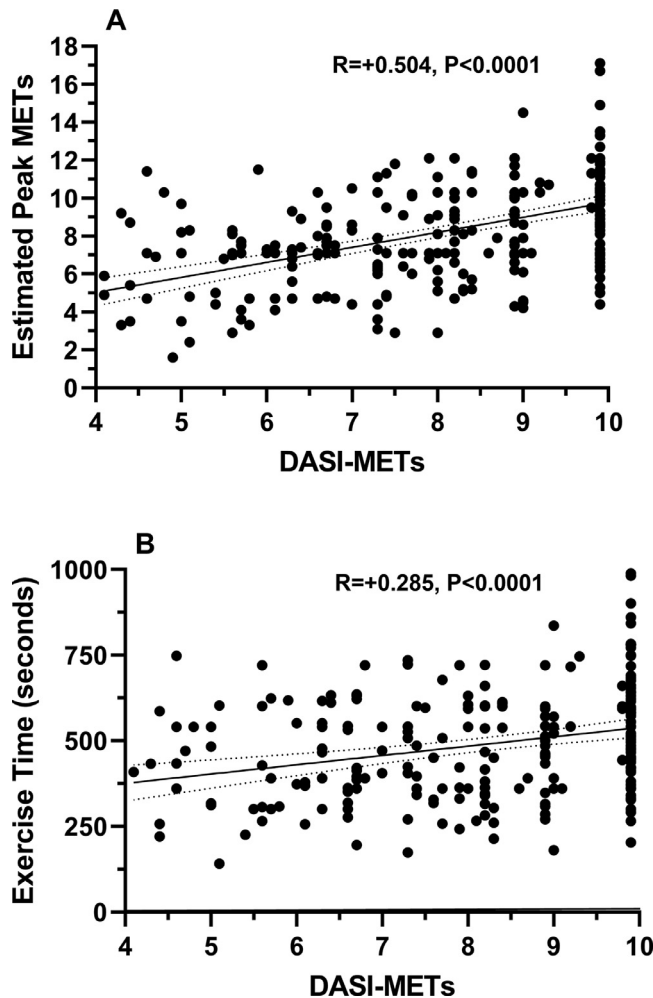 A
R=+0.504, P<0.0001
Estimated Peak METs
18
16
14
12
10
8
6
4
2
0
4 5 6 7 8 9 10
DASI-METs
B
R=+0.285, P<0.0001
Exercise Time (seconds)
1000
750
500
250
0
4 5 6 7 8 9 10
DASI-METs